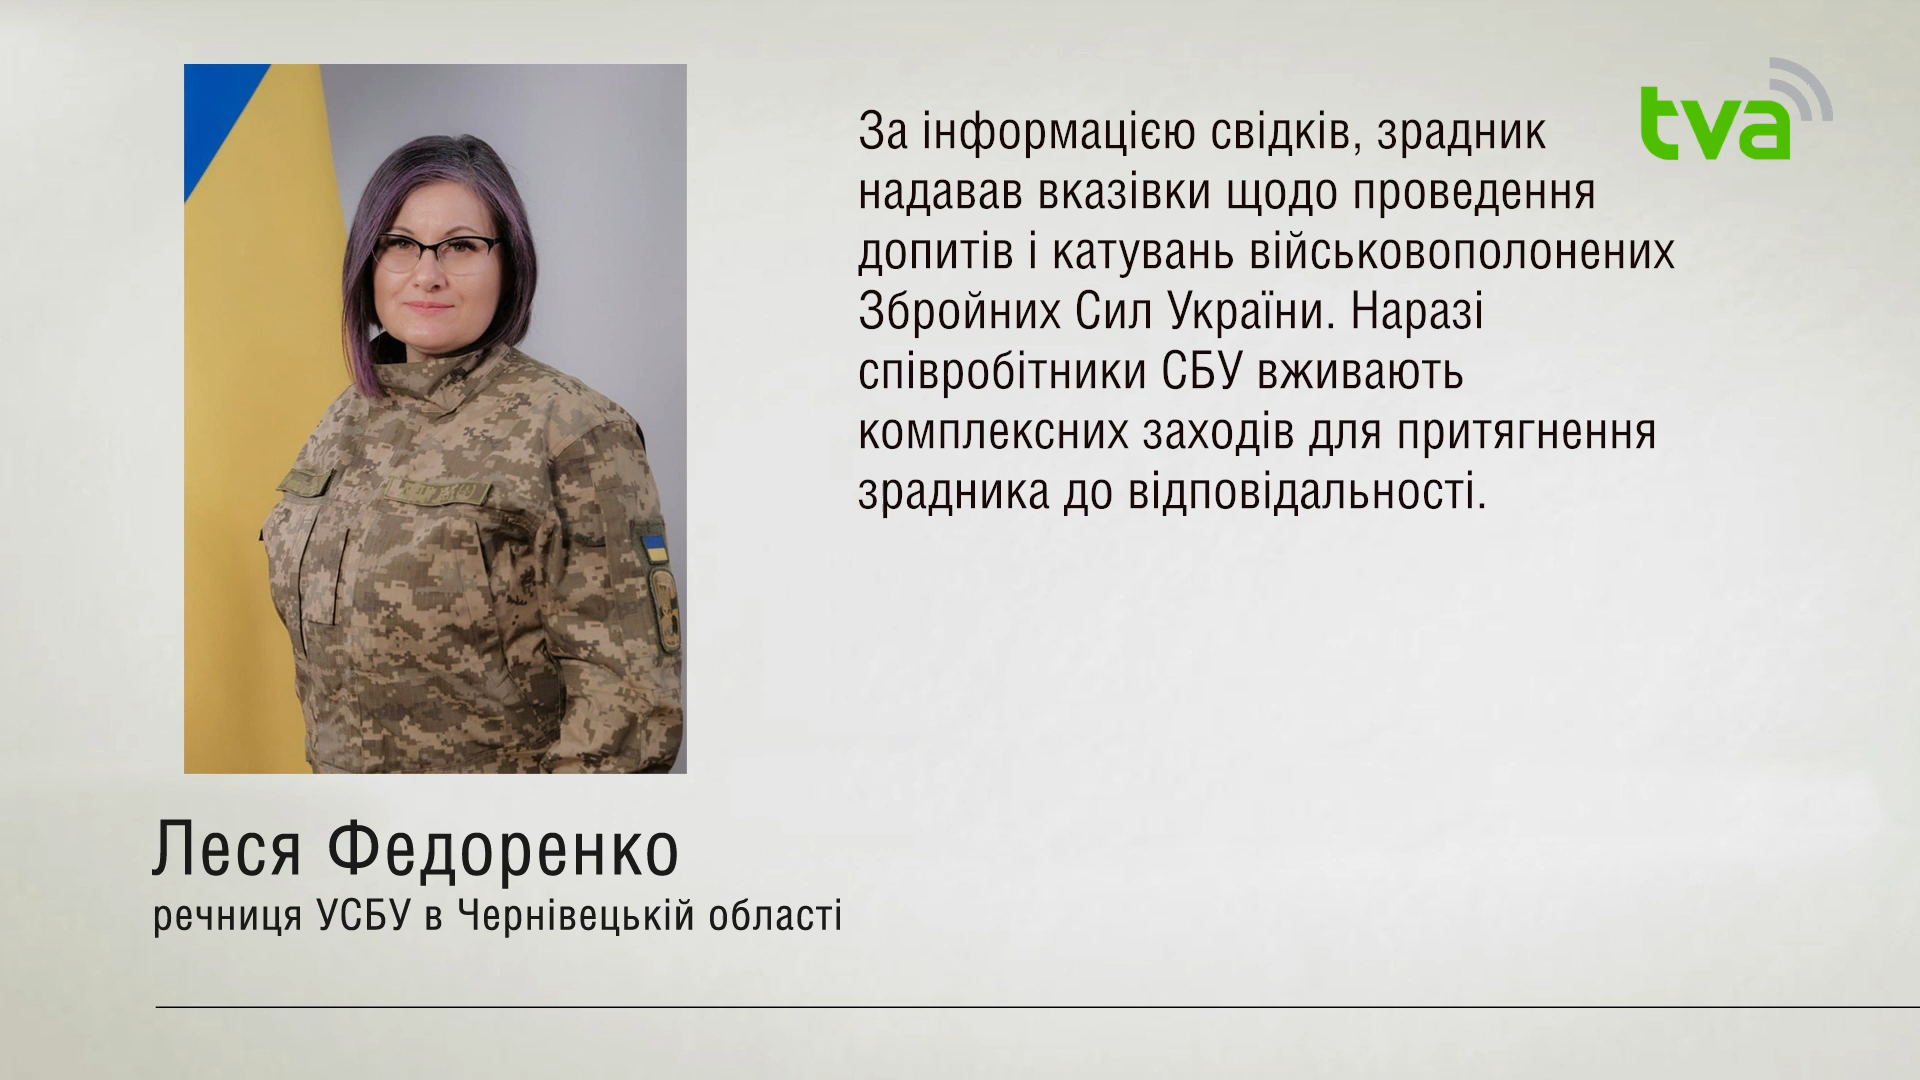 tva
За інформацією свідків, зрадник
надавав вказівки щодо проведення
допитів і катувань військовополонених
Збройних Сил України. Наразі
співробітники СБУ вживають
комплексних заходів для притягнення
зрадника до відповідальності.
Леся Федоренко
речниця УСБУ в Чернівецькій області